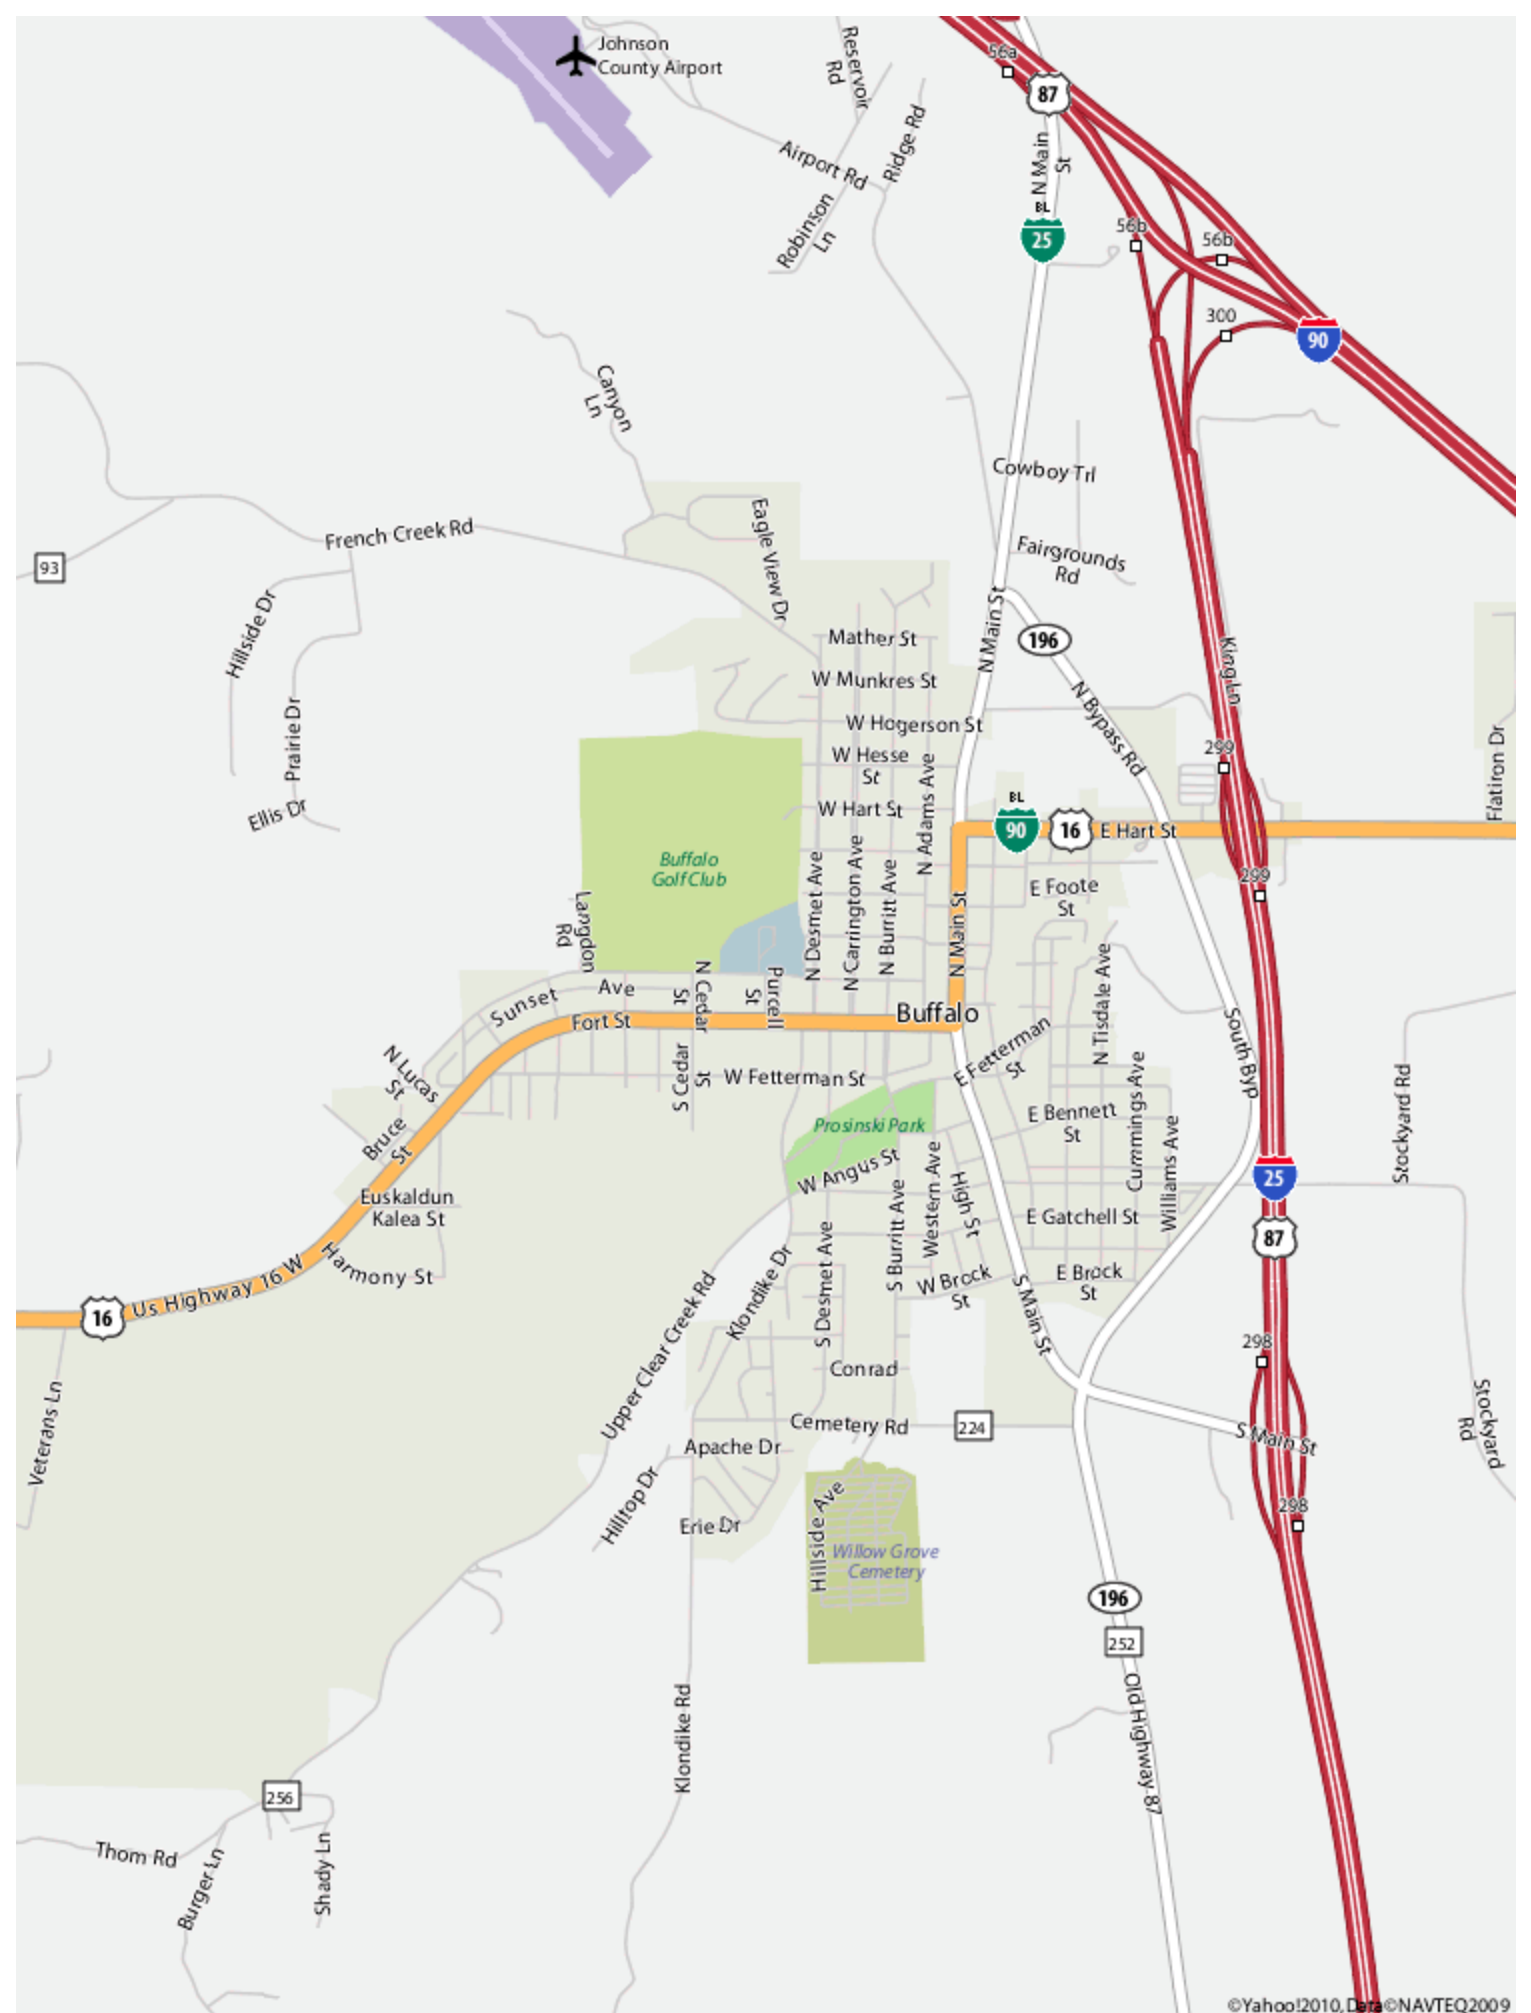 Johnson
County Airport
Reservoir
Rd
56a
87
Ridge Rd
Airport Rd
N Main
St
Robinson
Ln
BL
25
56b
56b
300
90
Canyon
Ln
Cowboy Trl
French Creek Rd
Eagle View Dr
Fairgrounds
Rd
93
Hillside Dr
N Main St
196
Mather St
King Ln
W Munkres St
N Bypass Rd
Prairie Dr
W Hogerson St
299
Flatiron Dr
W Hesse
St
N Adams Ave
Ellis Dr
W Hart St
BL
90
16
E Hart St
Buffalo
Golf Club
299
E Foote
St
Langdon
Rd
N Desmet Ave
N Carrington Ave
N Burritt Ave
N Main St
N Tisdale Ave
Sunset
Ave
N Cedar
St
Purcell
St
Buffalo
Fort St
South Byp
E Fetterman
St
N Lucas
St
S Cedar
St
W Fetterman St
Cummings Ave
Stockyard Rd
Prosinski Park
E Bennett
St
Bruce
St
W Angus St
Williams Ave
25
Euskaldun
Kalea St
S Burritt Ave
Western Ave
High St
E Gatchell St
87
Harmony St
Us Highway 16 W
16
Klondike Dr
S Desmet Ave
W Brock
St
E Brock
St
Upper Clear Creek Rd
S Main St
298
Conrad
Veterans Ln
Cemetery Rd
224
S Main St
Stockyard
Rd
Apache Dr
Hilltop Dr
298
Erie Dr
Hillside Ave
Willow Grove
Cemetery
196
252
Klondike Rd
Old Highway 87
256
Thom Rd
Burger Ln
Shady Ln
©Yahoo!2010, Data©NAVTEQ2009